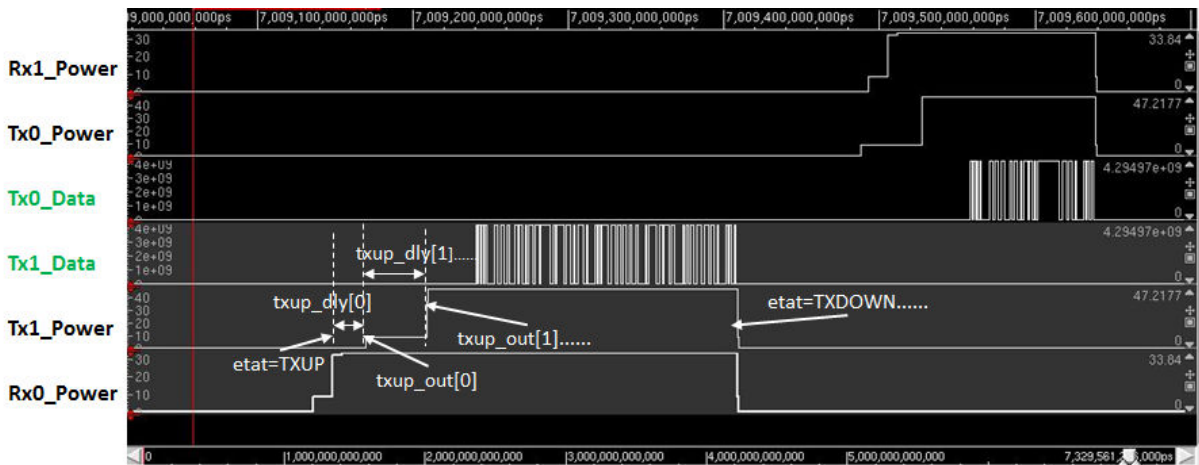 9,000,000,000ps |7,009,100,000,000ps |7,009,200,000,000ps |7,009,300,000,000ps |7,009,400,000,000ps |7,009,500,000,000ps |7,009,600,000,000ps
Rx1_Power
30
20
10
33.84
0
Tx0_Power
40
30
20
10
47.2177
0
Tx0_Data
4e+09
3e+09
2e+09
1e+09
4.29497e+09
0
Tx1_Data
4e+09
3e+09
2e+09
1e+09
txup_dly[1]......
4.29497e+09
0
Tx1_Power
40
30
20
10
txup_dly[0]
etat=TXDOWN......
47.2177
txup_out[1]......
0
etat=TXUP
Rx0_Power
30
20
10
txup_out[0]
33.84
0
0 |1,000,000,000,000 |2,000,000,000,000 |3,000,000,000,000 |4,000,000,000,000 |5,000,000,000,000